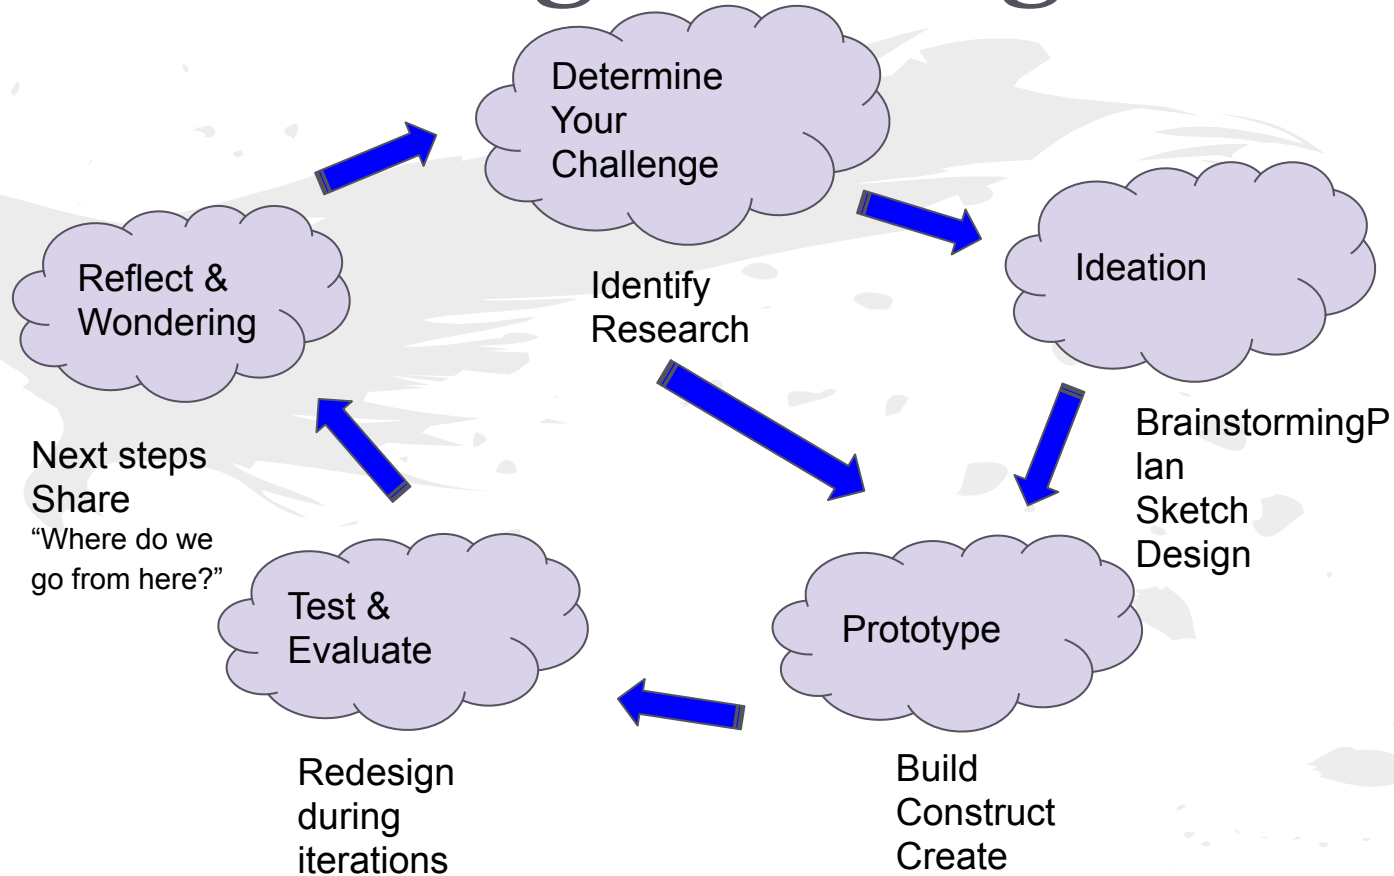 Determine
Your
Challenge
Identify
Research
Ideation
BrainstormingP
lan
Sketch
Design
Prototype
Build
Construct
Create
Test &
Evaluate
Redesign
during
iterations
Reflect &
Wondering
Next steps
Share
“Where do we
go from here?”